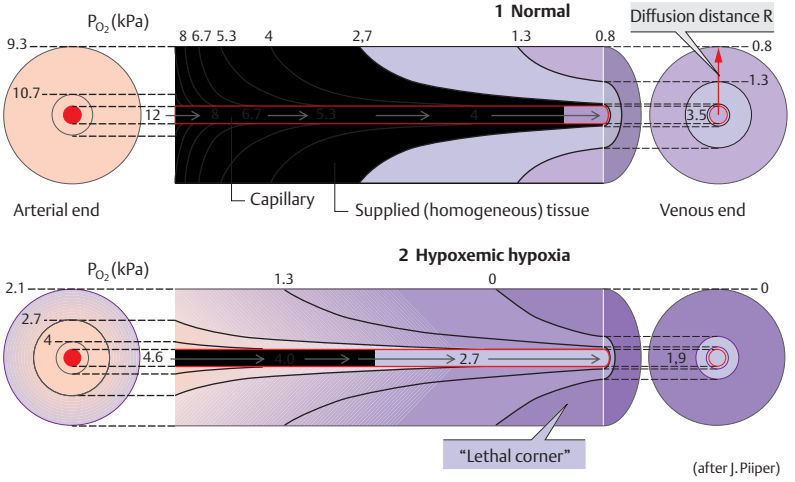 1 Normal
P O2 (kPa)
9.3
8 6.7 5.3 4 2,7 1.3 0.8
Diffusion distance R
0.8
1.3
10.7
12 8 6.7 5.3 4
3.5
Capillary
Supplied (homogeneous) tissue
Arterial end
Venous end
2 Hypoxemic hypoxia
P O2 (kPa)
2.1
1.3 0
0
2.7
4
4.6 4.0 2.7
1,9
“Lethal corner”
(after J. Piiper)